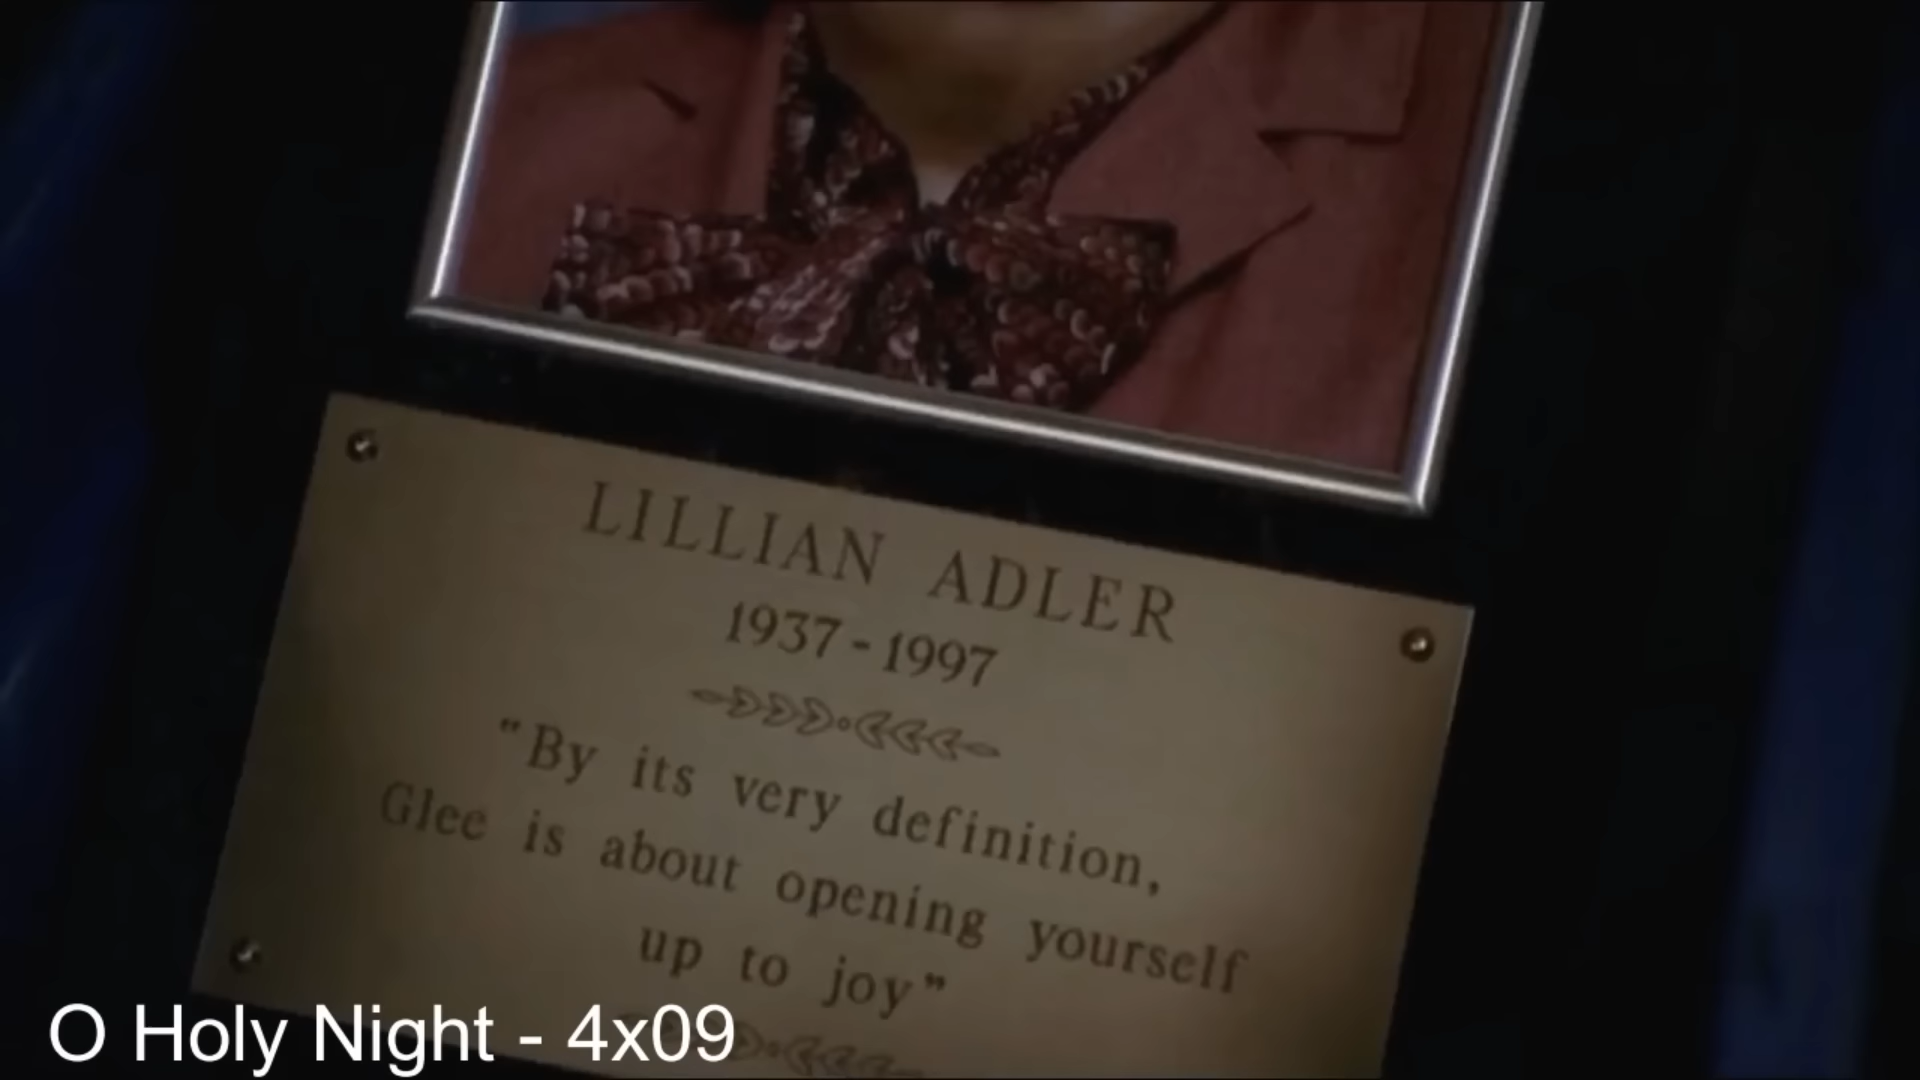 LILLIAN ADLER
1937 - 1997
"By its very definition,
Glee is about opening yourself
up to joy"
O Holy Night - 4x09